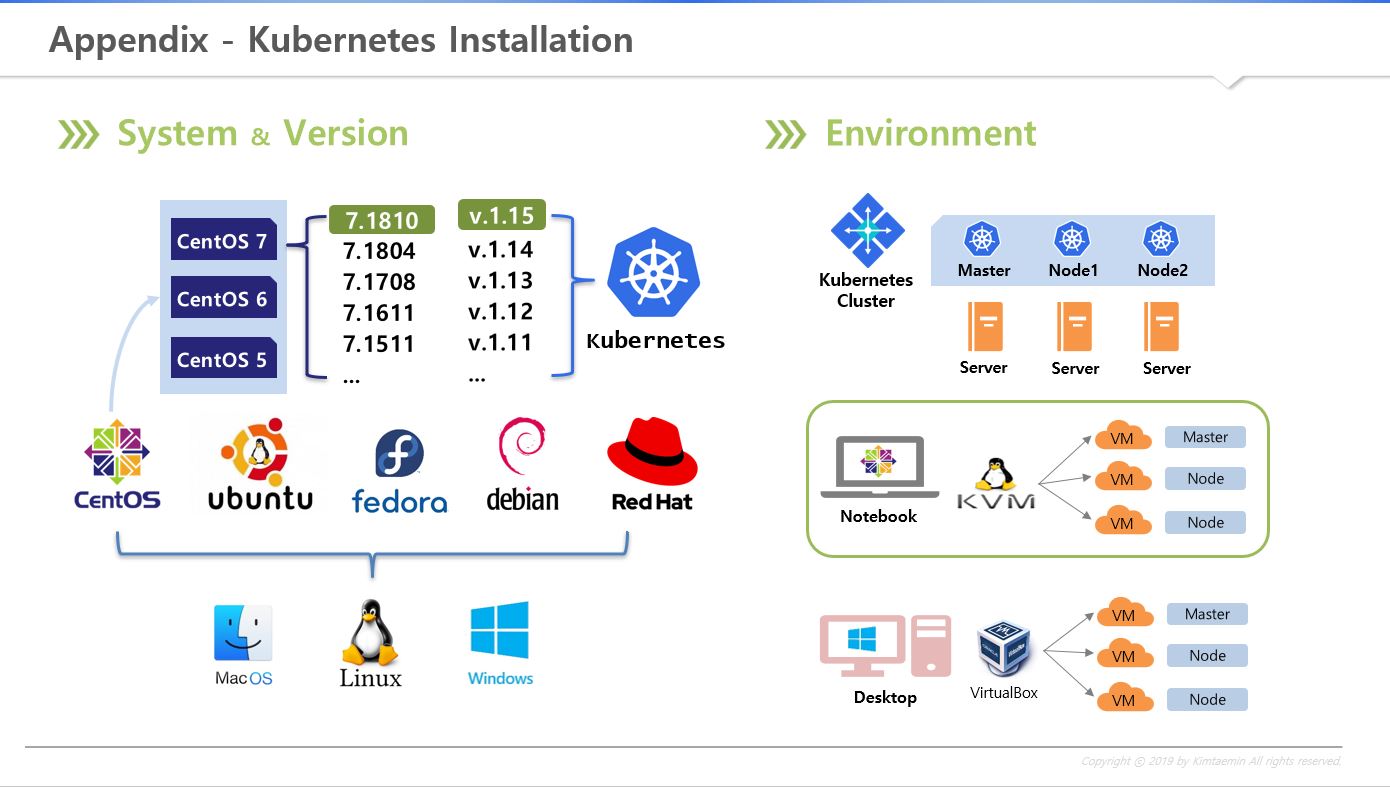 Appendix - Kubernetes Installation
System & Version
CentOS 7
CentOS 6
CentOS 5
7.1810
7.1804
7.1708
7.1611
7.1511
...
v.1.15
v.1.14
v.1.13
v.1.12
v.1.11
...
Kubernetes
CentOS
ubuntu
fedora
debian
Red Hat
Mac OS
Linux
Windows
Environment
Kubernetes
Cluster
Master
Node1
Node2
Server
Server
Server
Notebook
KVM
VM
Master
VM
Node
VM
Node
Desktop
VirtualBox
VM
Master
VM
Node
VM
Node
Copyright ⓒ 2019 by Kimtaemin All rights reserved.